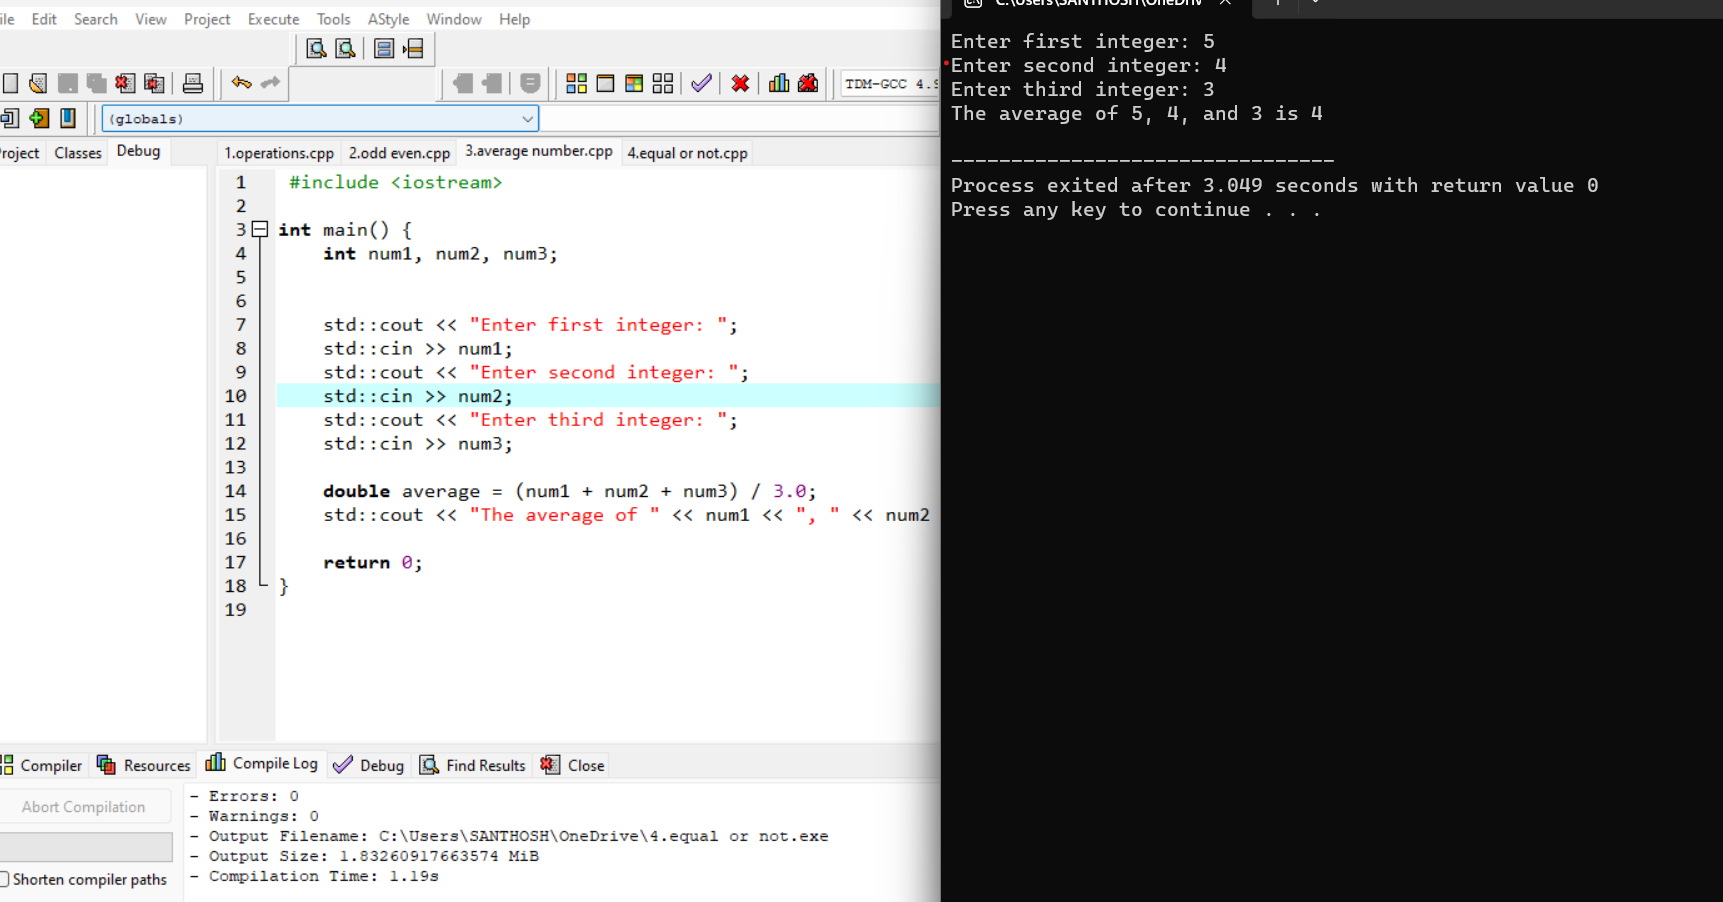 ile Edit Search View Project Execute Tools AStyle Window Help
TDM-GCC 4.9
(globals)
roject Classes Debug
1.operations.cpp 2.odd even.cpp 3.average number.cpp 4.equal or not.cpp
1 #include <iostream>
2
3 int main() {
4 int num1, num2, num3;
5
6
7 std::cout << "Enter first integer: ";
8 std::cin >> num1;
9 std::cout << "Enter second integer: ";
10 std::cin >> num2;
11 std::cout << "Enter third integer: ";
12 std::cin >> num3;
13
14 double average = (num1 + num2 + num3) / 3.0;
15 std::cout << "The average of " << num1 << ", " << num2
16
17 return 0;
18 }
19
Compiler Resources Compile Log Debug Find Results Close
Abort Compilation
Shorten compiler paths
- Errors: 0
- Warnings: 0
- Output Filename: C:\Users\SANTHOSH\OneDrive\4.equal or not.exe
- Output Size: 1.83260917663574 MiB
- Compilation Time: 1.19s
C:\Users\SANTHOSH\OneDriv
Enter first integer: 5
Enter second integer: 4
Enter third integer: 3
The average of 5, 4, and 3 is 4
--------------------------------
Process exited after 3.049 seconds with return value 0
Press any key to continue . . .